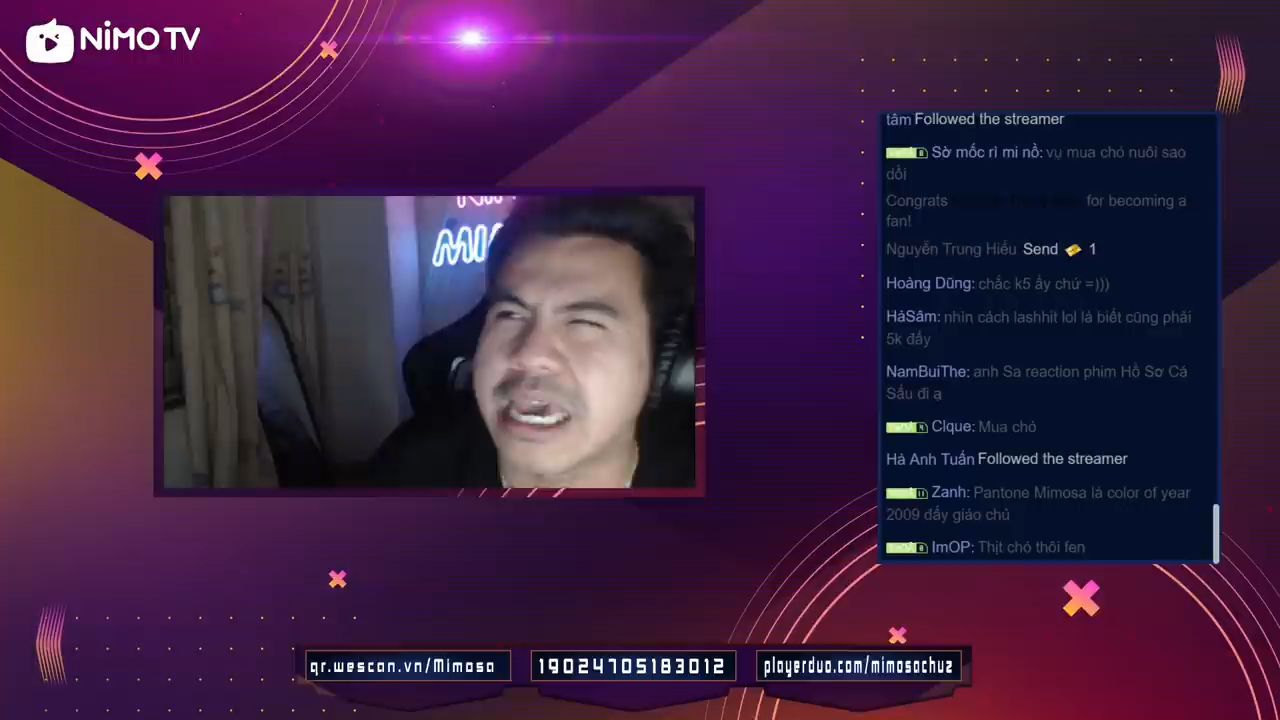 NiMO TV
tâm Followed the streamer
Sờ mốc rì mi nồ: vụ mua chó nuôi sao
dồi
Congrats for becoming a
fan!
Nguyễn Trung Hiếu Send 1
Hoàng Dũng: chắc k5 ấy chứ =)))
HàSâm: nhìn cách lashhit lol là biết cũng phải
5k đấy
NamBuiThe: anh Sa reaction phim Hồ Sơ Cá
Sấu đi ạ
Clque: Mua chó
Hà Anh Tuấn Followed the streamer
Zanh: Pantone Mimosa là color of year
2009 đấy giáo chủ
ImOP: Thịt chó thôi fen
qr.wescan.vn/Mimosa
19024705183012
playerduo.com/mimosachuz